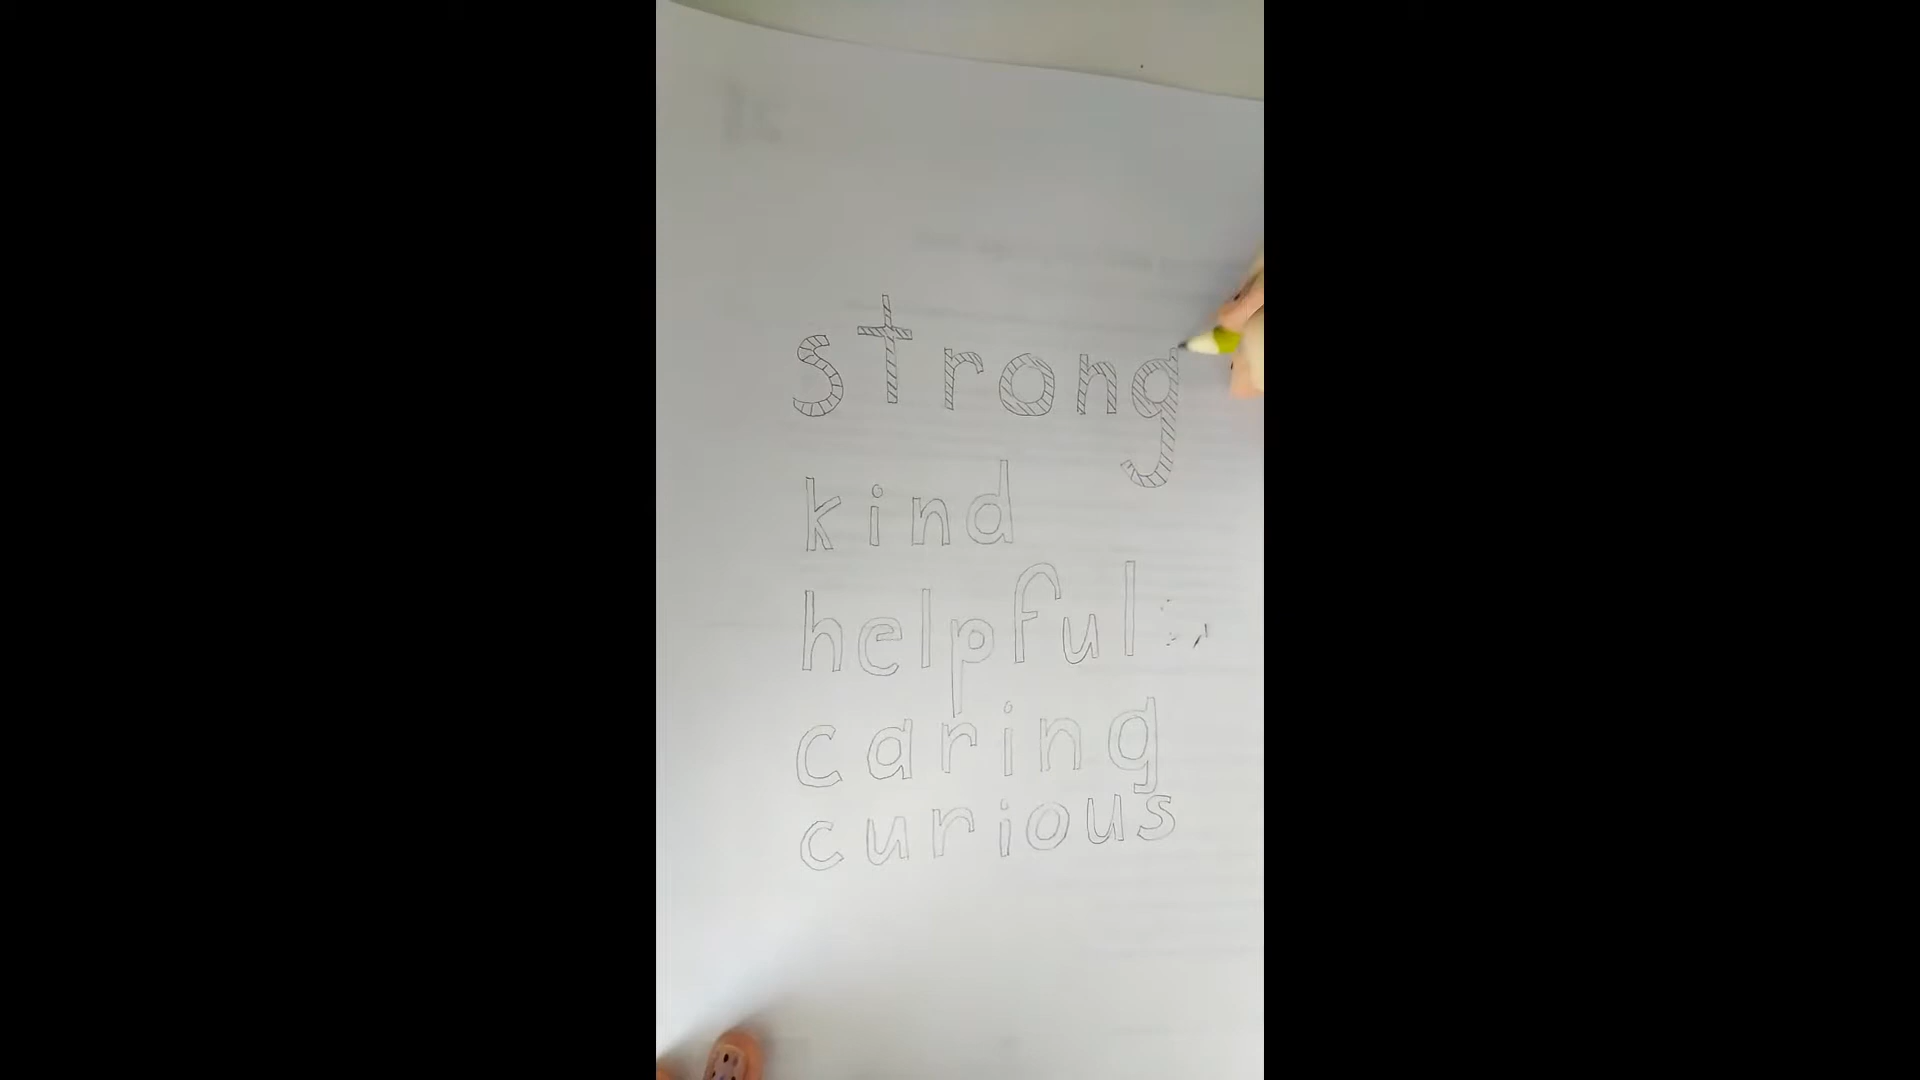 strong
kind
helpful
caring
curious